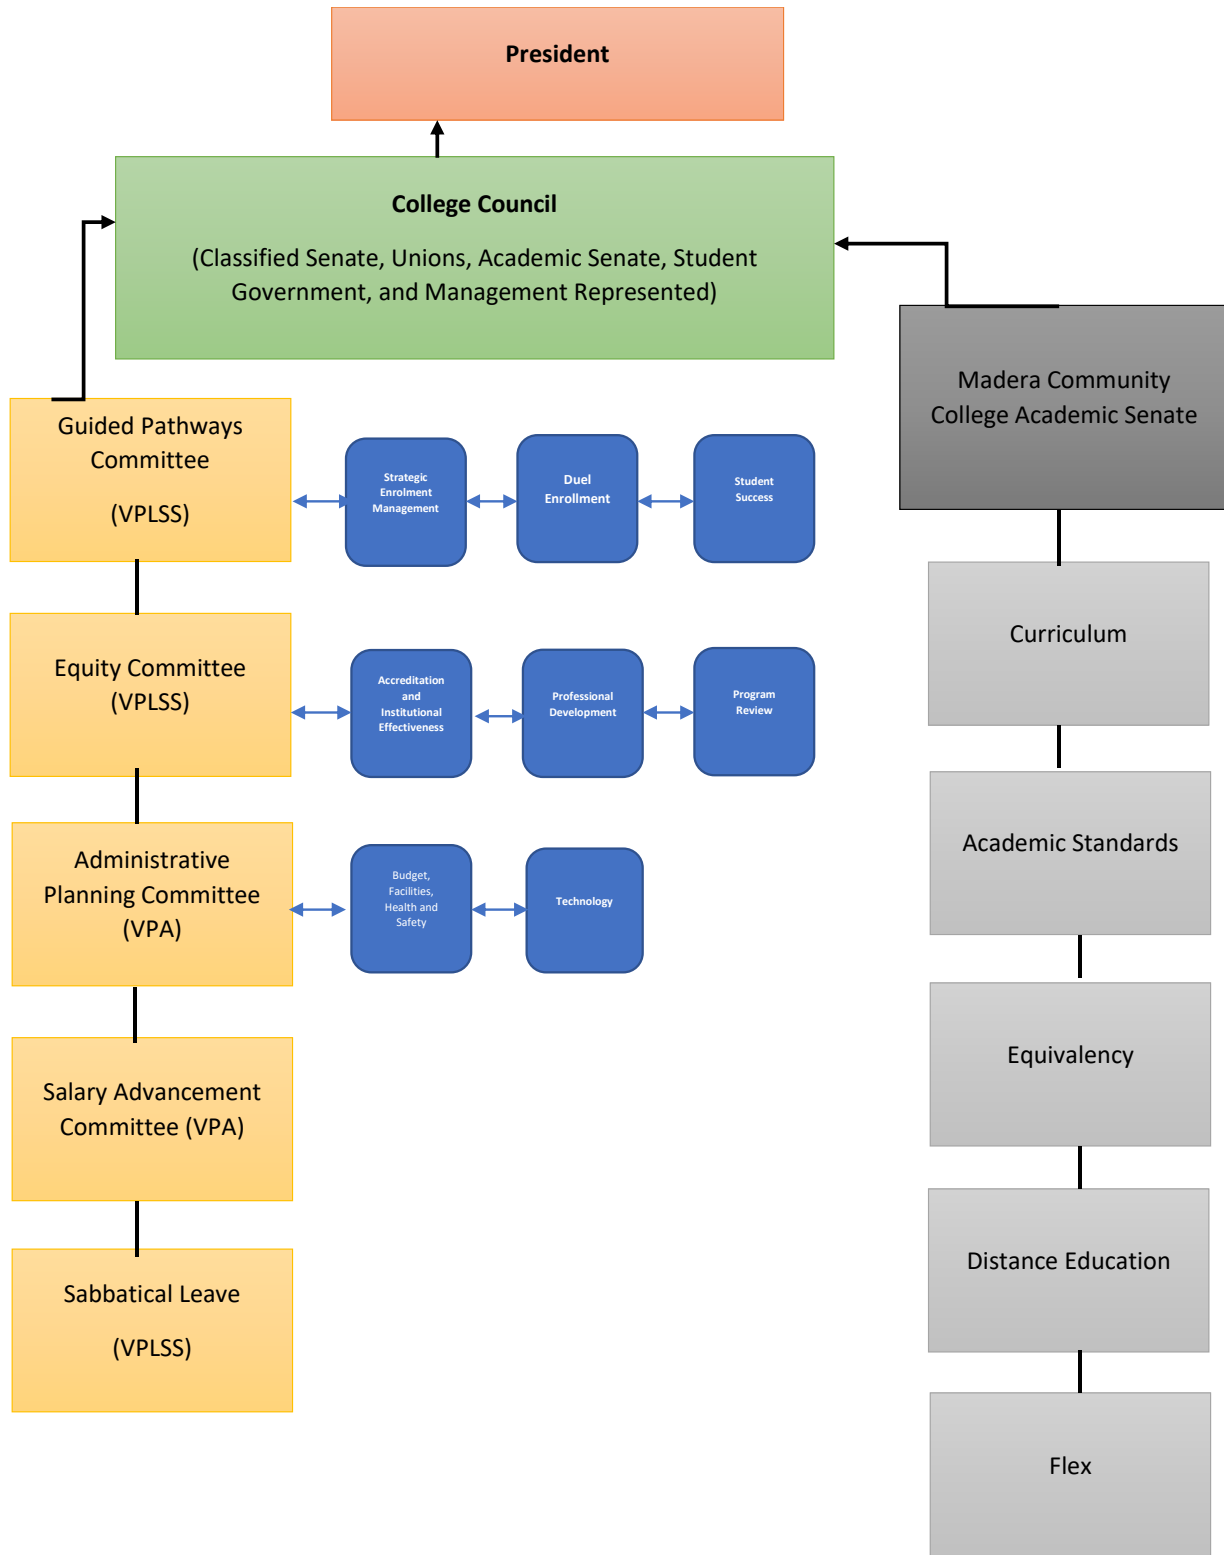 President
College Council
(Classified Senate, Unions, Academic Senate, Student
Government, and Management Represented)
Madera Community
College Academic Senate
Guided Pathways
Committee
(VPLSS)
Strategic
Enrolment
Management
Duel
Enrollment
Student
Success
Curriculum
Equity Committee
(VPLSS)
Accreditation
and
Institutional
Effectiveness
Professional
Development
Program
Review
Academic Standards
Administrative
Planning Committee
(VPA)
Budget,
Facilities,
Health and
Safety
Technology
Equivalency
Salary Advancement
Committee (VPA)
Distance Education
Sabbatical Leave
(VPLSS)
Flex